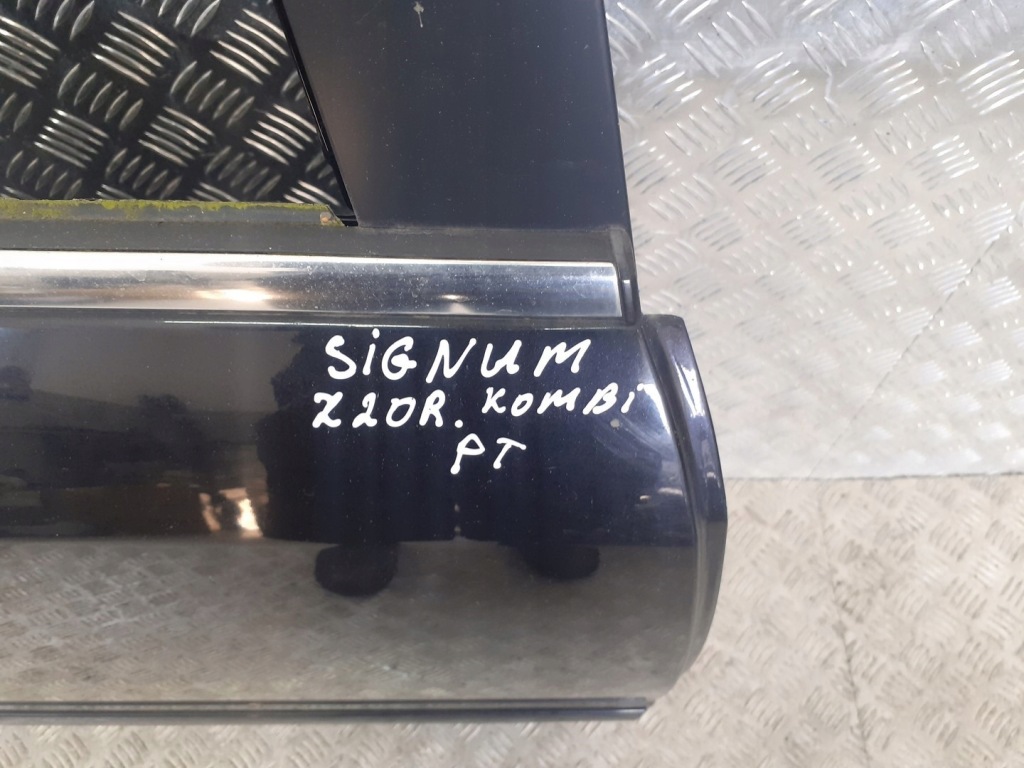 SiGNUM
Z20R. KOMBi
PT